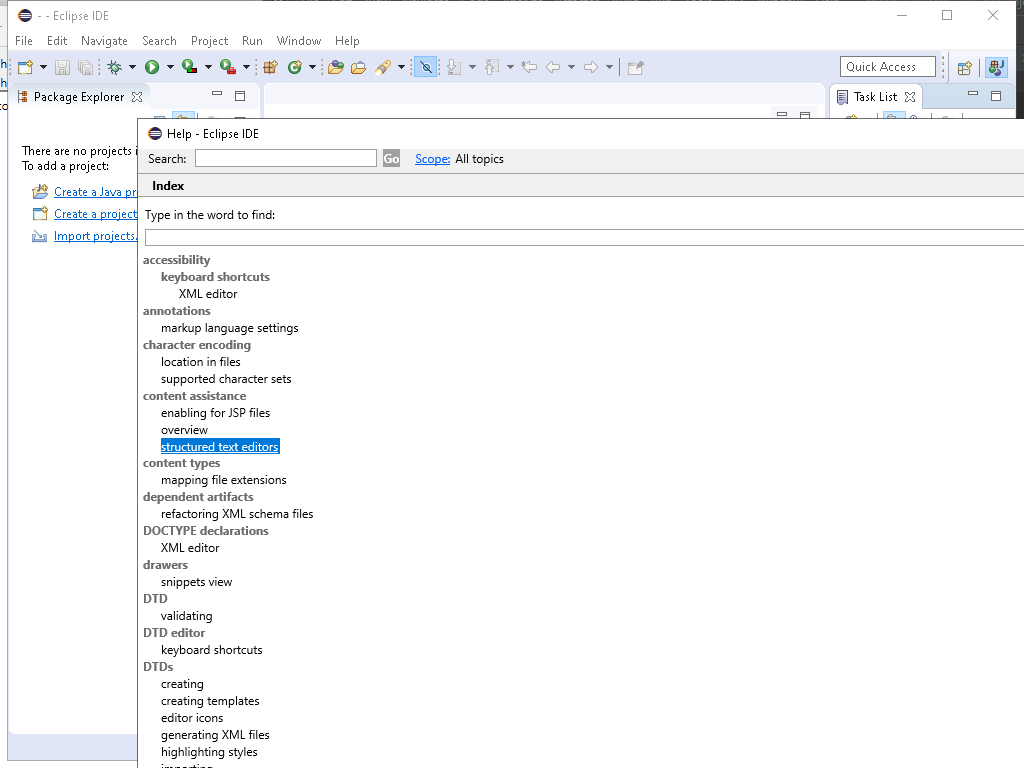 - - Eclipse IDE
File Edit Navigate Search Project Run Window Help
Quick Access
Package Explorer
Task List
There are no projects i
To add a project:
Create a Java pr
Create a project
Import projects.
Help - Eclipse IDE
Search: Go Scope: All topics
Index
Type in the word to find:
accessibility
keyboard shortcuts
XML editor
annotations
markup language settings
character encoding
location in files
supported character sets
content assistance
enabling for JSP files
overview
structured text editors
content types
mapping file extensions
dependent artifacts
refactoring XML schema files
DOCTYPE declarations
XML editor
drawers
snippets view
DTD
validating
DTD editor
keyboard shortcuts
DTDs
creating
creating templates
editor icons
generating XML files
highlighting styles